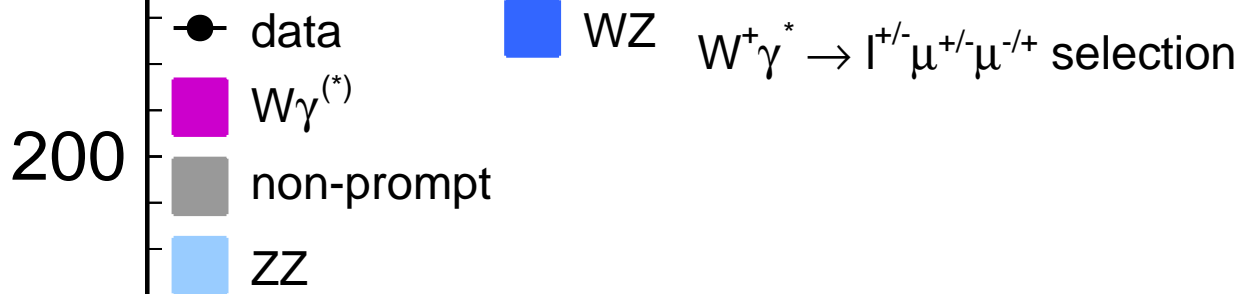 data
WZ
W⁺γ* → l⁺ᐟ⁻μ⁺ᐟ⁻μ⁻ᐟ⁺ selection
Wγ⁽*⁾
200
non-prompt
ZZ